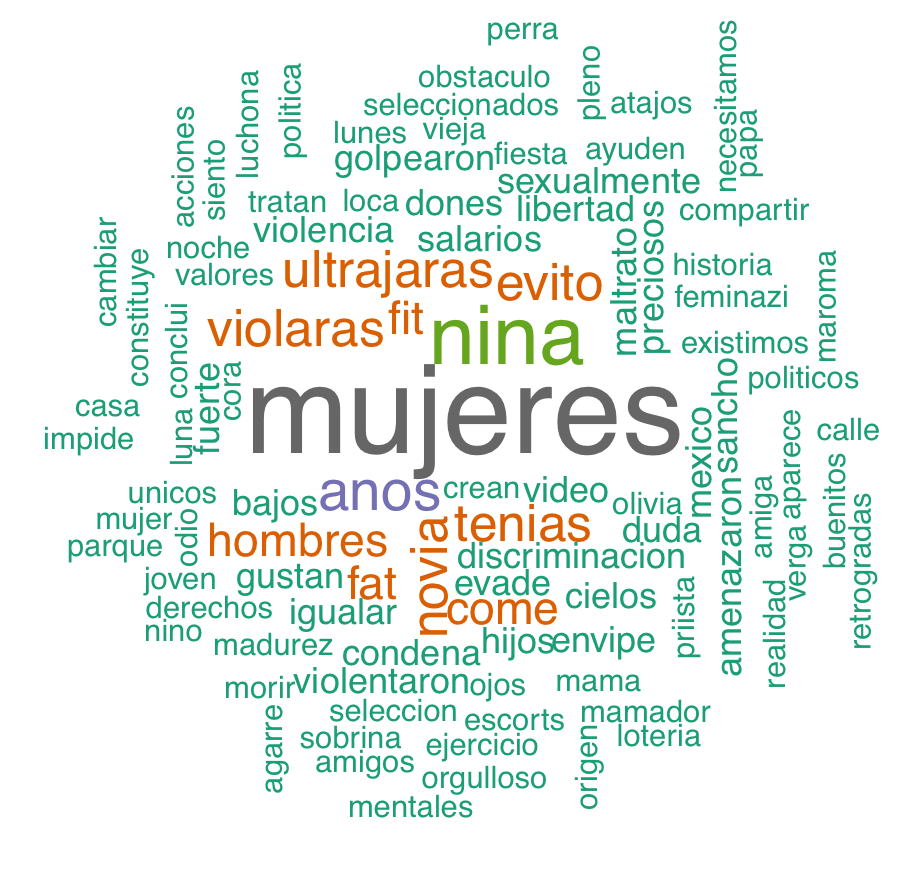 perra
obstaculo
pleno
necesitamos
luchona
politica
seleccionados
atajos
acciones
siento
lunes
vieja
papa
golpearon
fiesta
ayuden
sexualmente
tratan
loca
dones
libertad
compartir
cambiar
constituye
noche
violencia
salarios
maltrato
preciosos
valores
ultrajaras
evito
historia
feminazi
maroma
conclui
violaras
fit
nina
existimos
luna
fuerte
cora
mujeres
sancho
politicos
casa
impide
mexico
aparece
calle
unicos
bajos
anos
crean
video
olivia
amenazaron
amiga
buenitos
mujer
odio
parque
hombres
novia
tenias
duda
verga
retrogradas
discriminacion
joven
gustan
fat
evade
come
cielos
priista
realidad
derechos
igualar
nino
madurez
condena
hijos
envipe
morir
violentaron
ojos
mama
agarre
seleccion
escorts
mamador
sobrina
ejercicio
origen
loteria
amigos
orgulloso
mentales